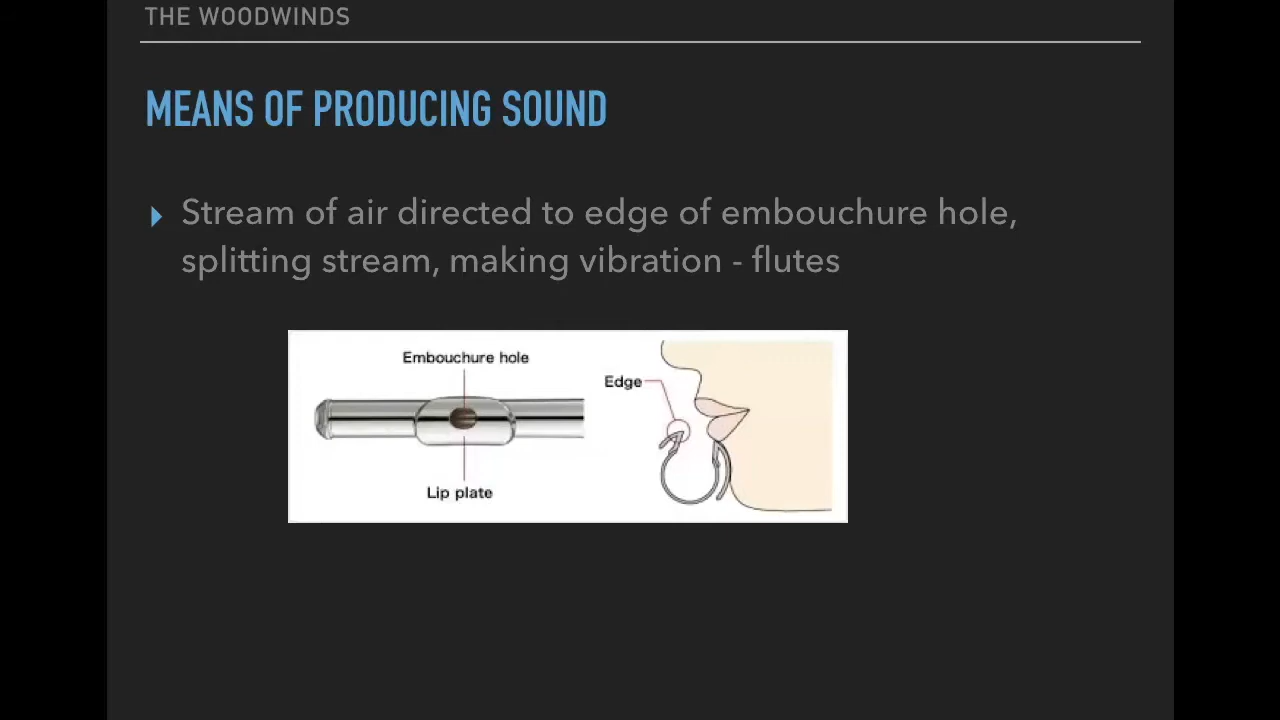 THE WOODWINDS
MEANS OF PRODUCING SOUND
Stream of air directed to edge of embouchure hole,
splitting stream, making vibration - flutes
Embouchure hole
Edge
Lip plate